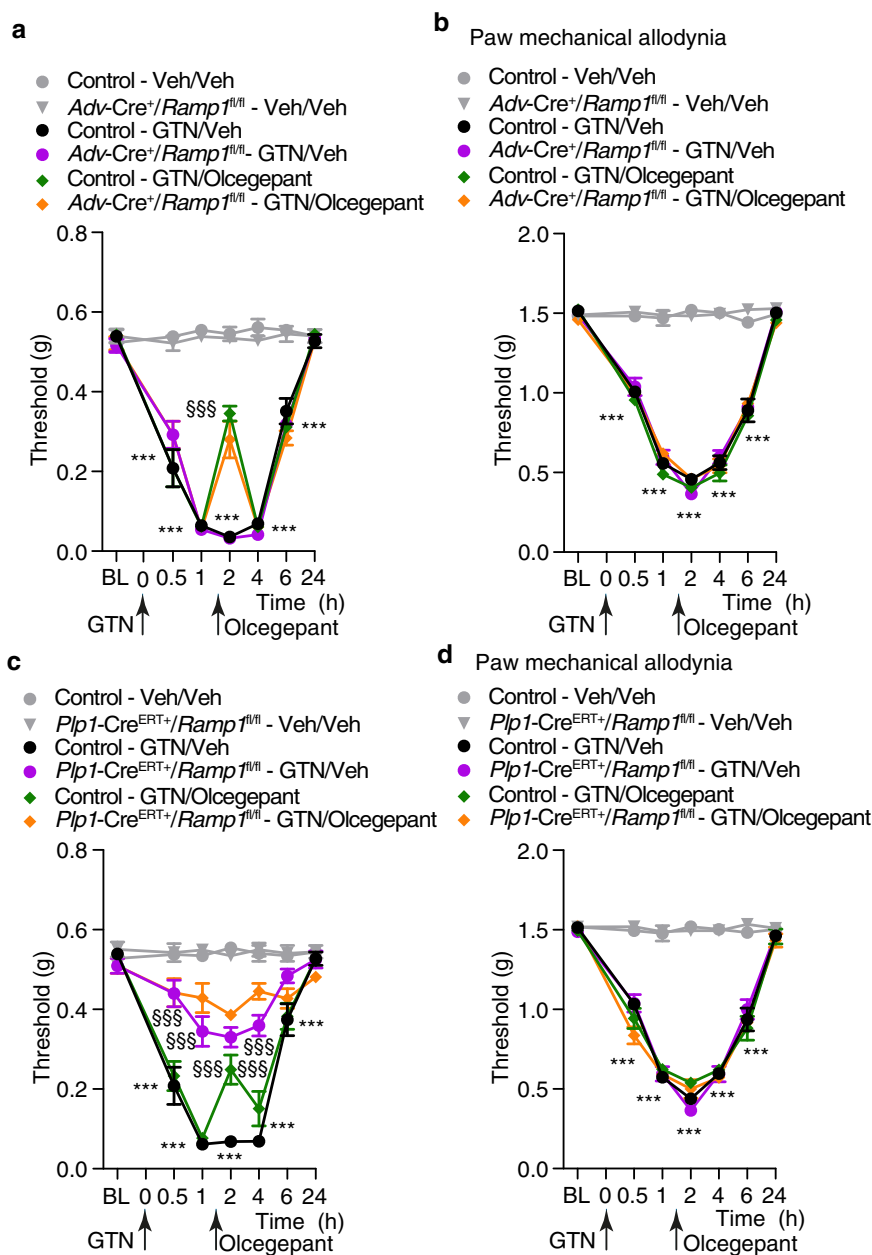 a
Control - Veh/Veh
Adv-Cre⁺/Ramp1ᶠˡ/ᶠˡ - Veh/Veh
Control - GTN/Veh
Adv-Cre⁺/Ramp1ᶠˡ/ᶠˡ- GTN/Veh
Control - GTN/Olcegepant
Adv-Cre⁺/Ramp1ᶠˡ/ᶠˡ - GTN/Olcegepant
Threshold (g)
0.8
0.6
0.4
0.2
0.0
§§§
***
***
***
***
***
BL 0 0.5 1 2 4 6 24
Time (h)
GTN
Olcegepant
b
Paw mechanical allodynia
Control - Veh/Veh
Adv-Cre⁺/Ramp1ᶠˡ/ᶠˡ - Veh/Veh
Control - GTN/Veh
Adv-Cre⁺/Ramp1ᶠˡ/ᶠˡ - GTN/Veh
Control - GTN/Olcegepant
Adv-Cre⁺/Ramp1ᶠˡ/ᶠˡ - GTN/Olcegepant
Threshold (g)
2.0
1.5
1.0
0.5
0.0
***
***
***
***
***
BL 0 0.5 1 2 4 6 24
Time (h)
GTN
Olcegepant
c
Control - Veh/Veh
Plp1-Creᴱᴿᵀ⁺/Ramp1ᶠˡ/ᶠˡ - Veh/Veh
Control - GTN/Veh
Plp1-Creᴱᴿᵀ⁺/Ramp1ᶠˡ/ᶠˡ - GTN/Veh
Control - GTN/Olcegepant
Plp1-Creᴱᴿᵀ⁺/Ramp1ᶠˡ/ᶠˡ - GTN/Olcegepant
Threshold (g)
0.8
0.6
0.4
0.2
0.0
§§§
§§§
§§§
§§§
§§§
***
***
***
***
***
BL 0 0.5 1 2 4 6 24
Time (h)
GTN
Olcegepant
d
Paw mechanical allodynia
Control - Veh/Veh
Plp1-Creᴱᴿᵀ⁺/Ramp1ᶠˡ/ᶠˡ - Veh/Veh
Control - GTN/Veh
Plp1-Creᴱᴿᵀ⁺/Ramp1ᶠˡ/ᶠˡ - GTN/Veh
Control - GTN/Olcegepant
Plp1-Creᴱᴿᵀ⁺/Ramp1ᶠˡ/ᶠˡ - GTN/Olcegepant
Threshold (g)
2.0
1.5
1.0
0.5
0.0
***
***
***
***
***
BL 0 0.5 1 2 4 6 24
Time (h)
GTN
Olcegepant